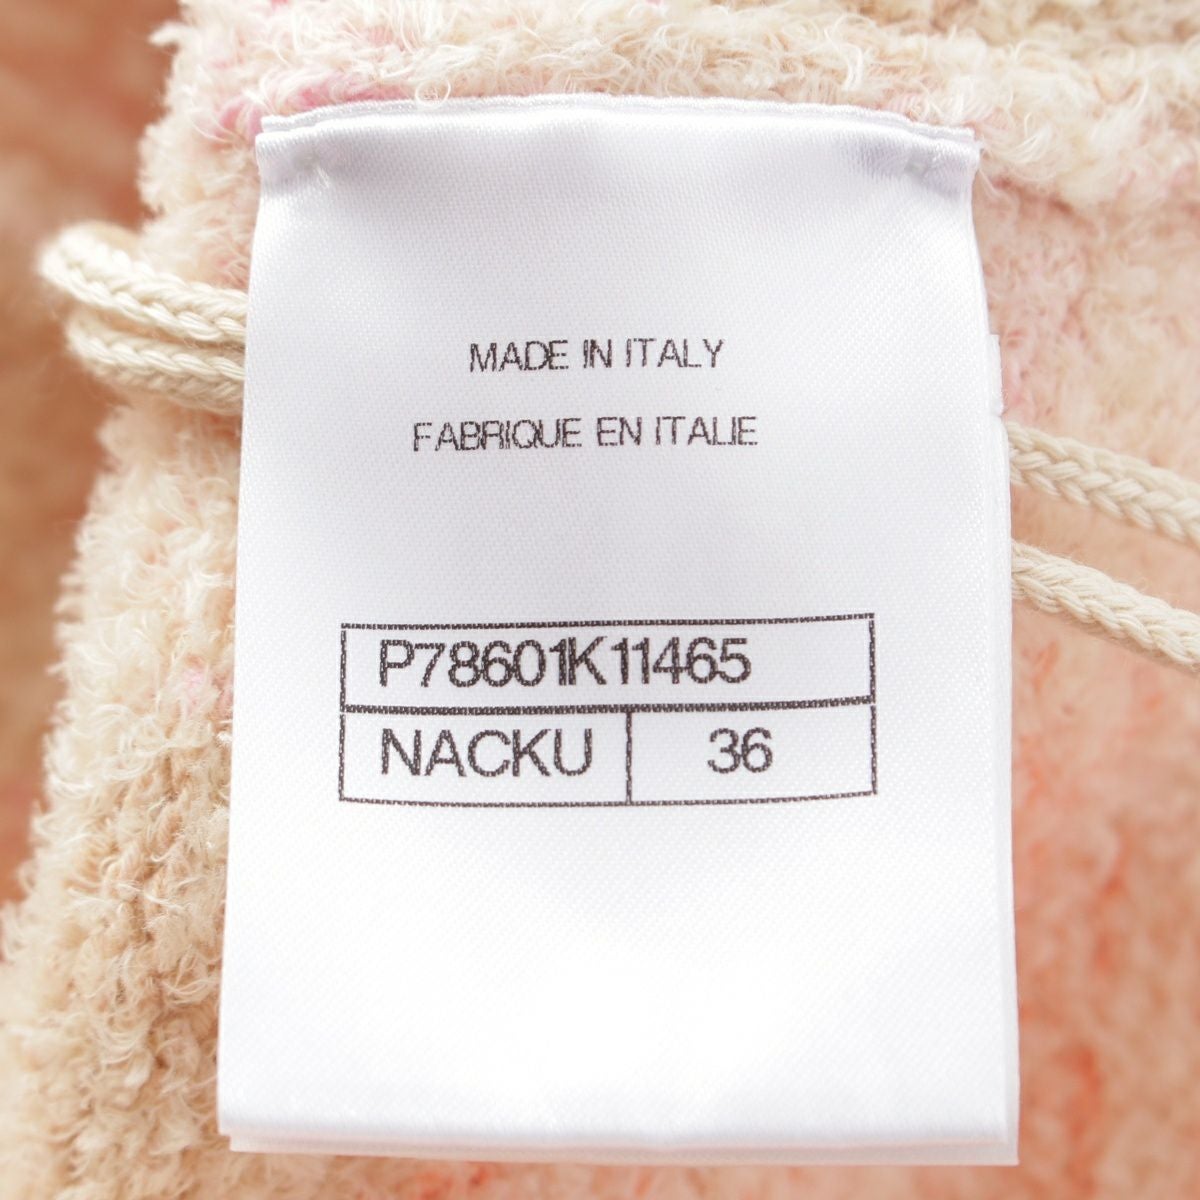 MADE IN ITALY
FABRIQUE EN ITALIE
P78601K11465
NACKU 36